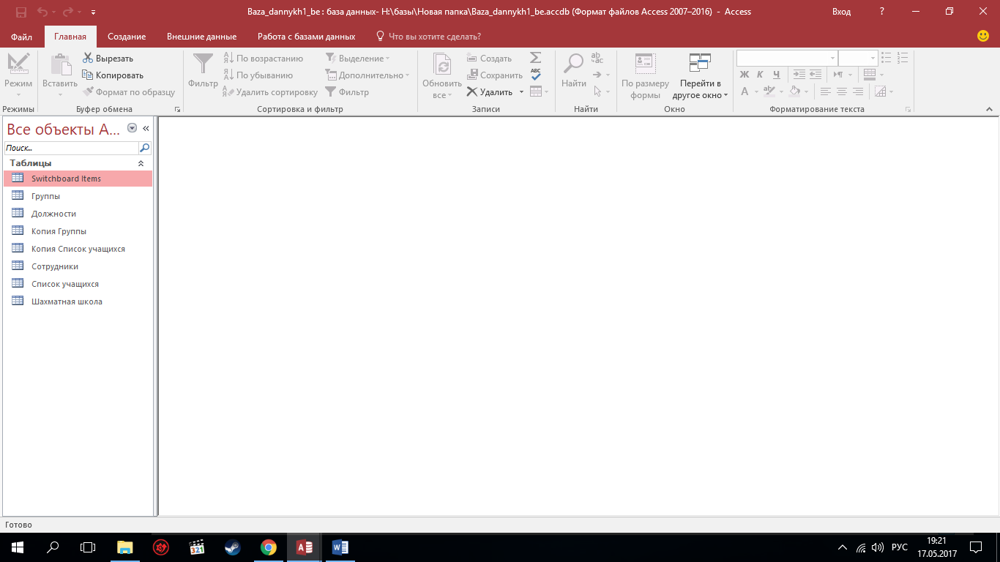 Baza_dannykh1_be : база данных- H:\базы\Новая папка\Baza_dannykh1_be.accdb (Формат файлов Access 2007–2016) - Access
Вход
?
Файл
Главная
Создание
Внешние данные
Работа с базами данных
Что вы хотите сделать?
Режим
Режимы
Вставить
Вырезать
Копировать
Формат по образцу
Буфер обмена
Фильтр
По возрастанию
По убыванию
Удалить сортировку
Выделение
Дополнительно
Фильтр
Сортировка и фильтр
Обновить
все
Создать
Сохранить
Удалить
Записи
Найти
Найти
По размеру
формы
Перейти в
другое окно
Окно
Ж К Ч
А
Форматирование текста
Все объекты A...
Поиск...
Таблицы
Switchboard Items
Группы
Должности
Копия Группы
Копия Список учащихся
Сотрудники
Список учащихся
Шахматная школа
Готово
РУС
19:21
17.05.2017